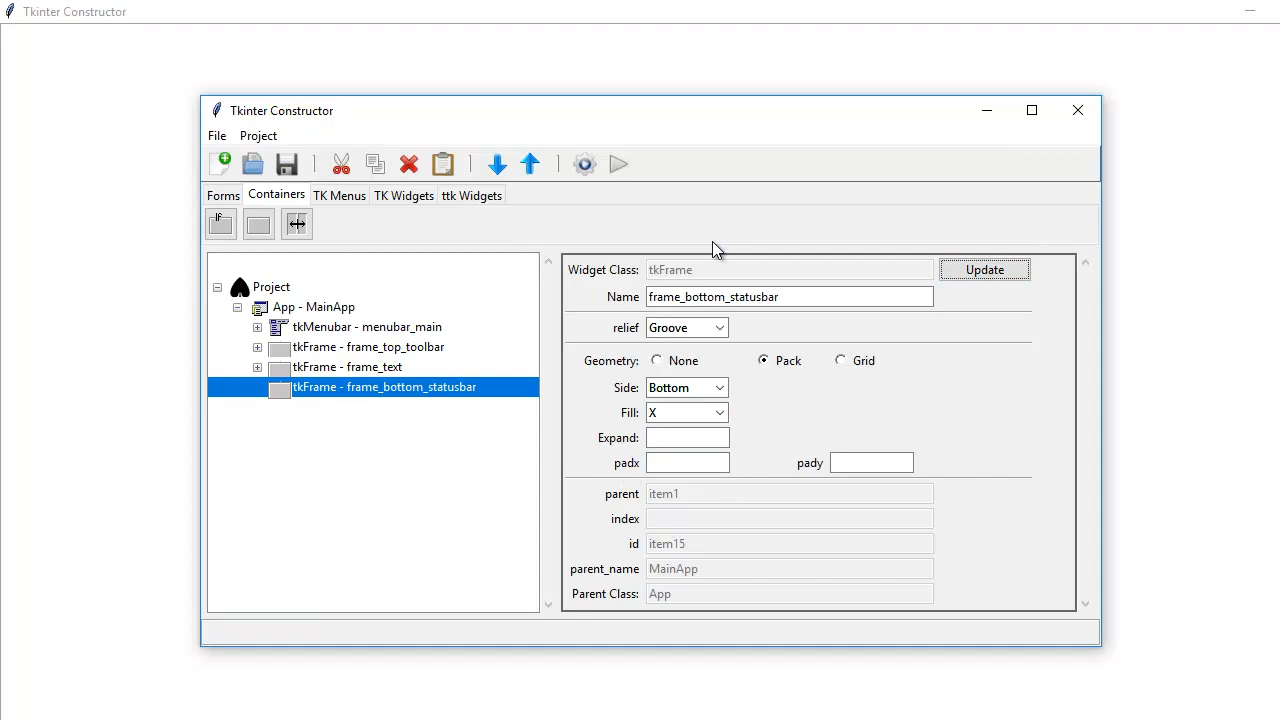 Tkinter Constructor
Tkinter Constructor
File Project
Forms Containers TK Menus TK Widgets ttk Widgets
lf
Project
App - MainApp
tkMenubar - menubar_main
tkFrame - frame_top_toolbar
tkFrame - frame_text
tkFrame - frame_bottom_statusbar
Widget Class: tkFrame Update
Name frame_bottom_statusbar
relief Groove
Geometry: None Pack Grid
Side: Bottom
Fill: X
Expand:
padx pady
parent item1
index
id item15
parent_name MainApp
Parent Class: App